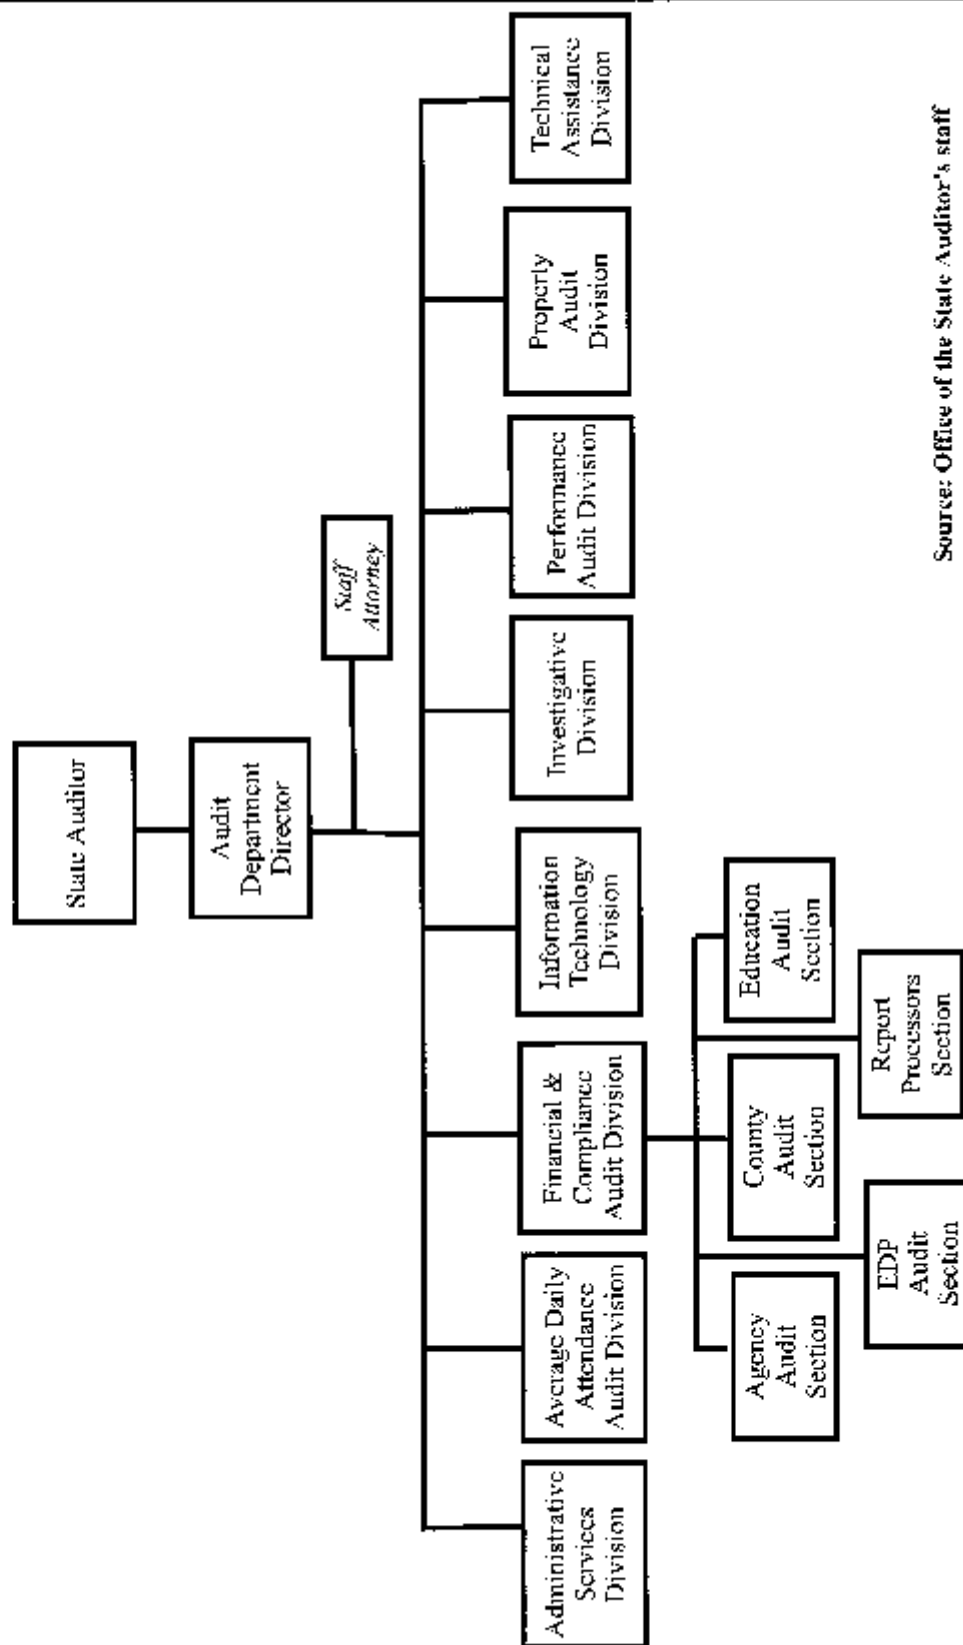 State Auditor
Audit
Department
Director
Staff
Attorney
Administrative
Services
Division
Average Daily
Attendance
Audit Division
Financial &
Compliance
Audit Division
Information
Technology
Division
Investigative
Division
Performance
Audit Division
Property
Audit
Division
Technical
Assistance
Division
Agency
Audit
Section
EDP
Audit
Section
County
Audit
Section
Report
Processors
Section
Education
Audit
Section
Source: Office of the State Auditor's staff